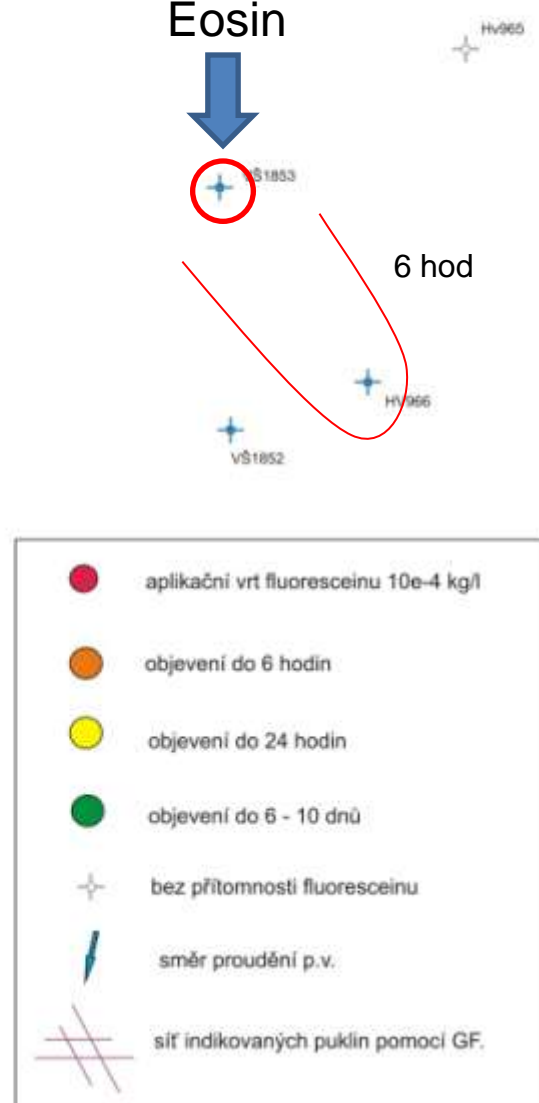 Eosin
Hv965
VŠ1853
6 hod
HV966
VŠ1852
aplikační vrt fluoresceinu 10e-4 kg/l
objevení do 6 hodin
objevení do 24 hodin
objevení do 6 - 10 dnů
bez přítomnosti fluoresceinu
směr proudění p.v.
síť indikovaných puklin pomocí GF.